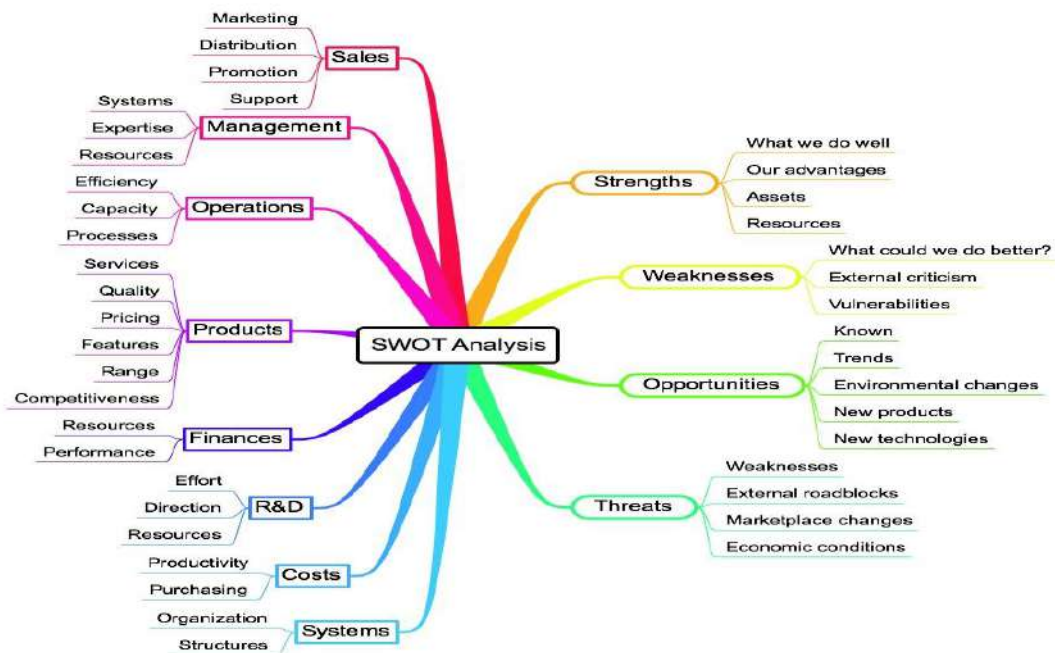 Marketing
Distribution
Promotion
Support
Sales
Systems
Expertise
Resources
Management
Efficiency
Capacity
Processes
Operations
Services
Quality
Pricing
Features
Range
Competitiveness
Products
Resources
Performance
Finances
Effort
Direction
Resources
R&D
Productivity
Purchasing
Costs
Organization
Structures
Systems
SWOT Analysis
Strengths
What we do well
Our advantages
Assets
Resources
Weaknesses
What could we do better?
External criticism
Vulnerabilities
Opportunities
Known
Trends
Environmental changes
New products
New technologies
Threats
Weaknesses
External roadblocks
Marketplace changes
Economic conditions